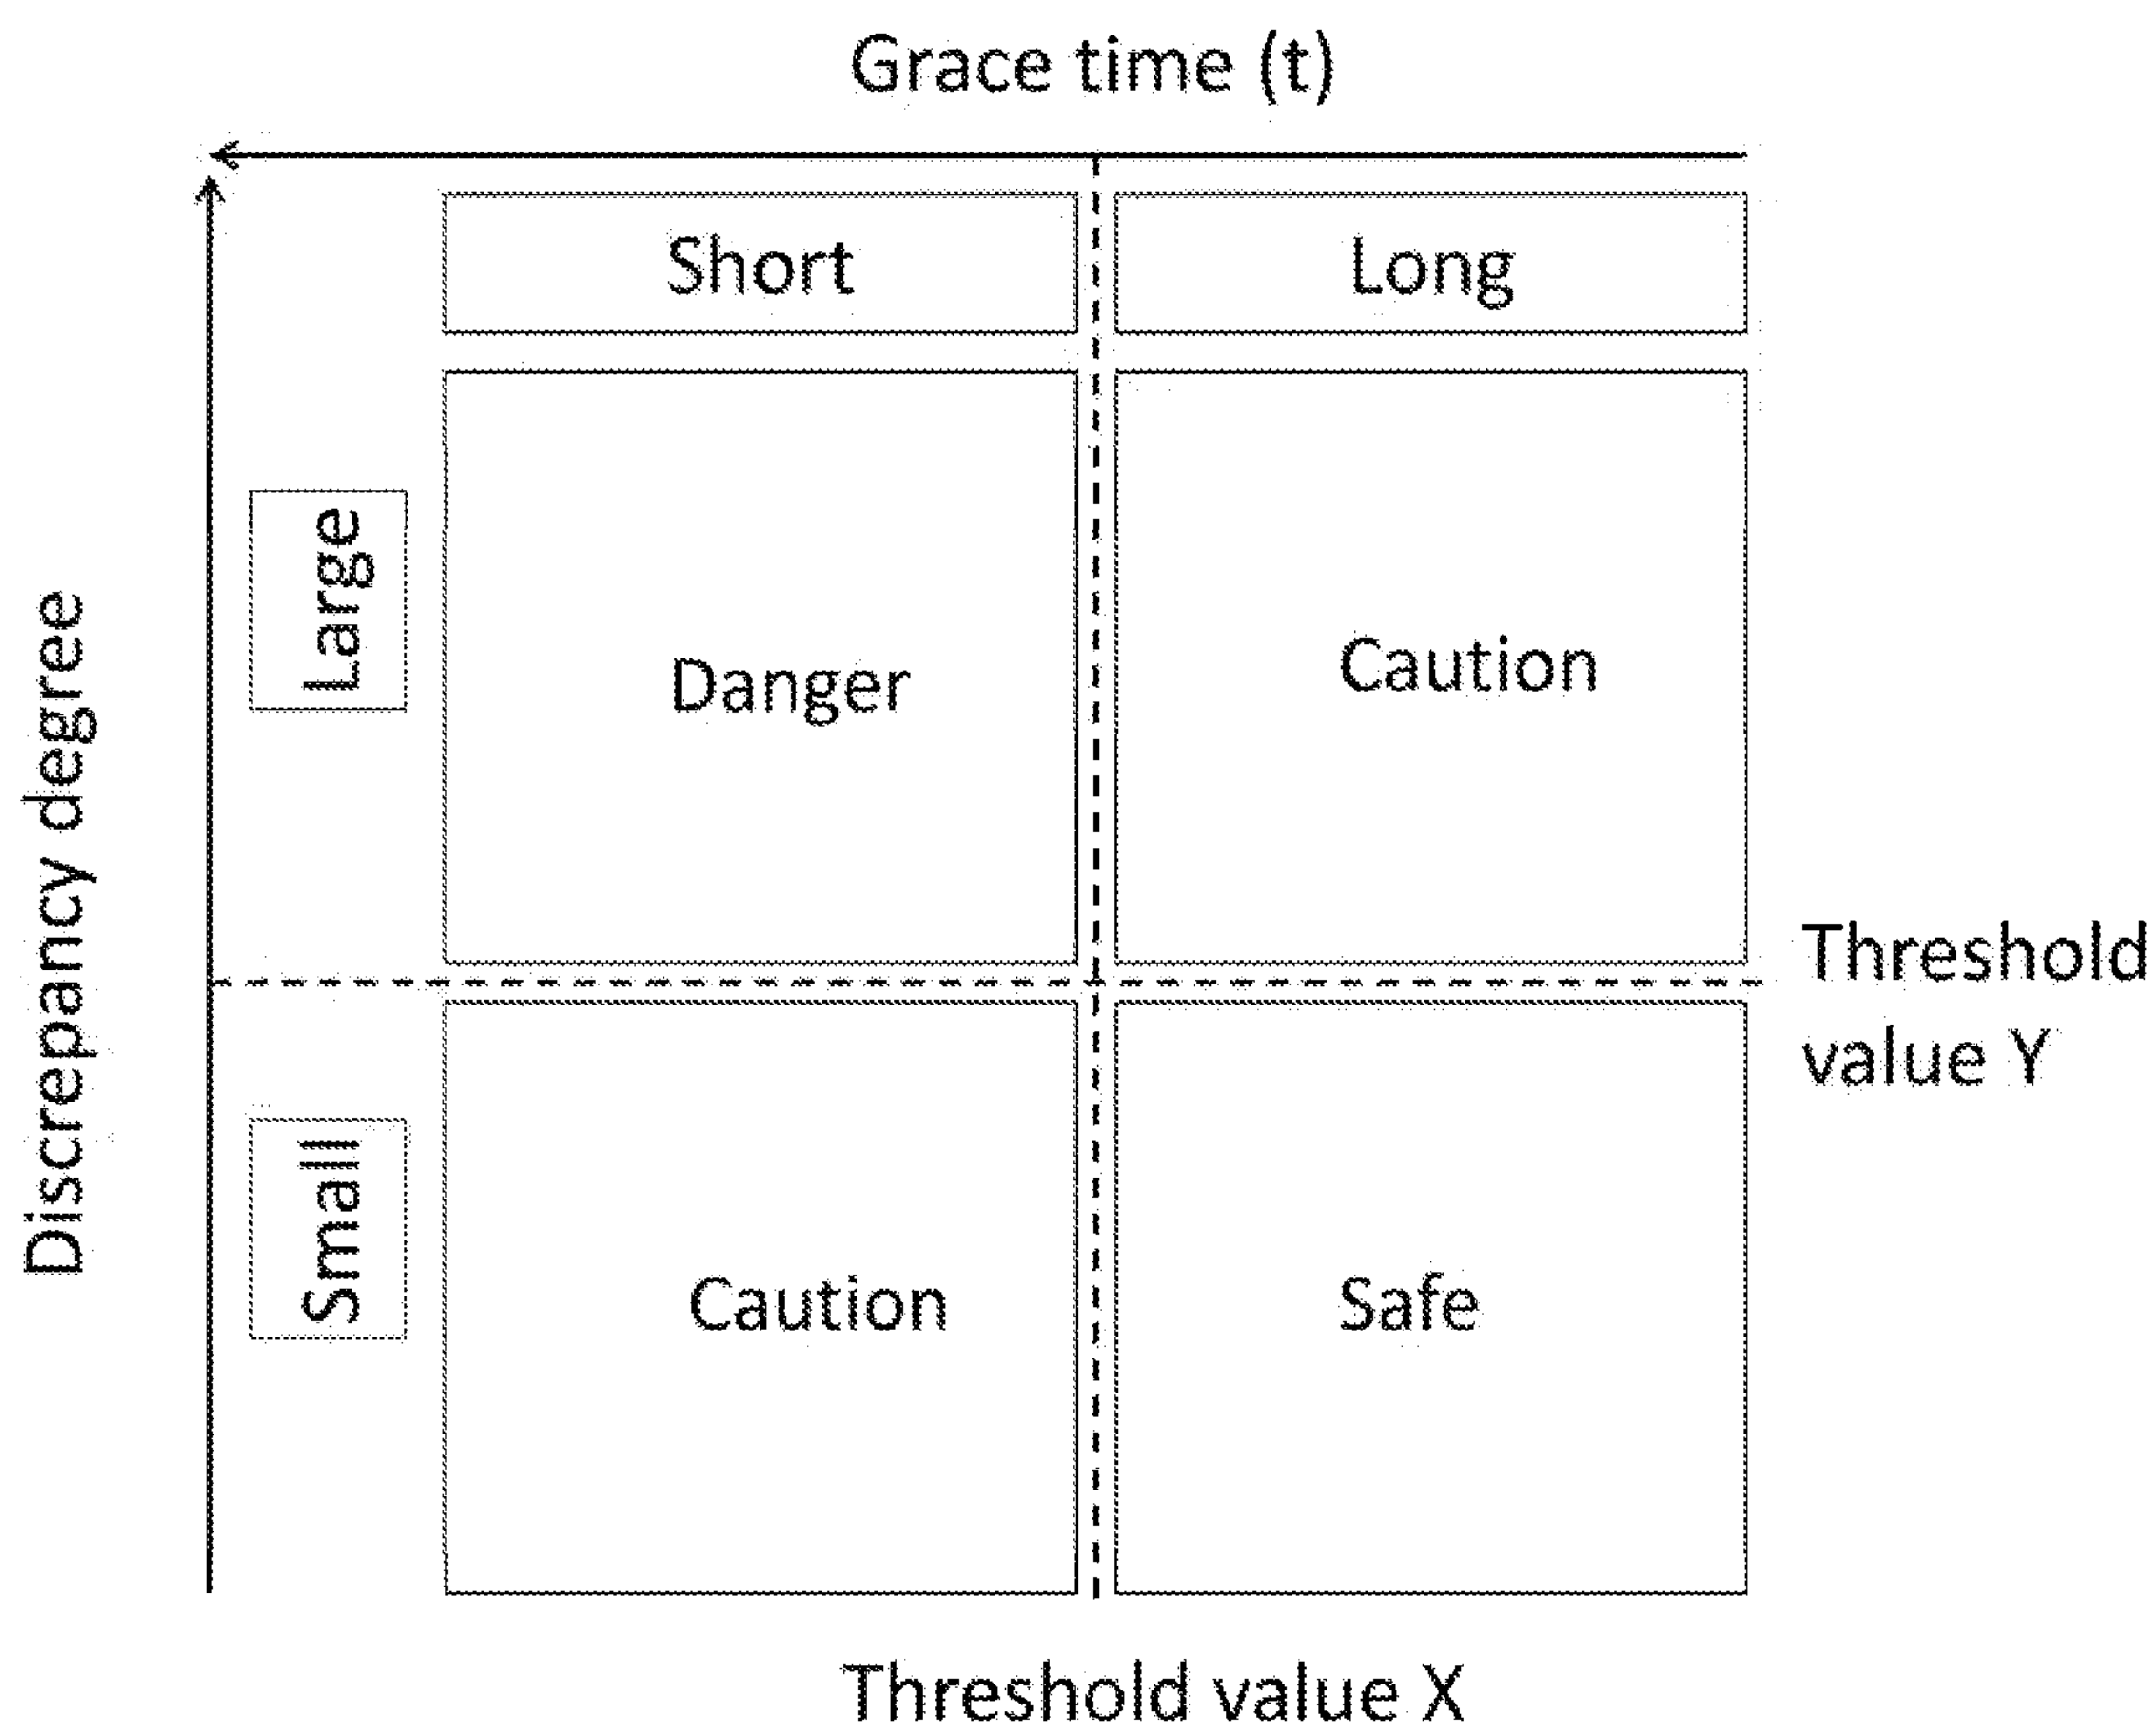 Grace time (t)
Short
Long
Discrepancy degree
Large
Danger
Caution
Threshold
value Y
Small
Caution
Safe
Threshold value X